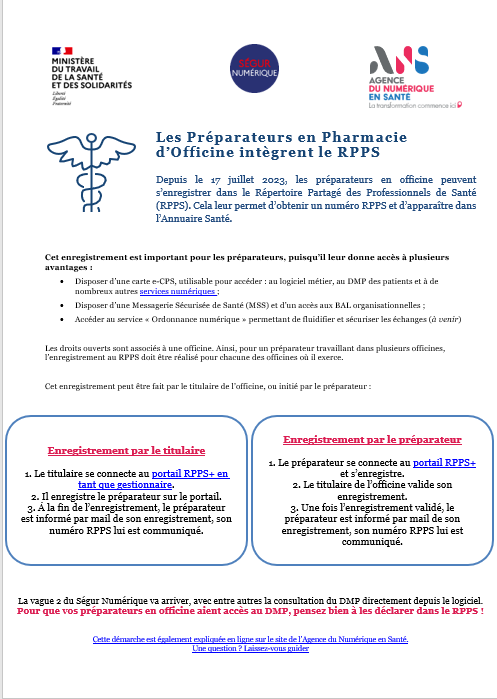 MINISTÈRE
DU TRAVAIL
DE LA SANTÉ
ET DES SOLIDARITÉS
Liberté
Égalité
Fraternité
SÉGUR
NUMÉRIQUE
ANS
AGENCE
DU NUMÉRIQUE
EN SANTÉ
La transformation commence ici
Les Préparateurs en Pharmacie
d'Officine intègrent le RPPS
Depuis le 17 juillet 2023, les préparateurs en officine peuvent
s'enregistrer dans le Répertoire Partagé des Professionnels de Santé
(RPPS). Cela leur permet d'obtenir un numéro RPPS et d'apparaître dans
l'Annuaire Santé.
Cet enregistrement est important pour les préparateurs, puisqu'il leur donne accès à plusieurs
avantages :
• Disposer d'une carte e-CPS, utilisable pour accéder : au logiciel métier, au DMP des patients et à de
nombreux autres services numériques ;
• Disposer d'une Messagerie Sécurisée de Santé (MSS) et d'un accès aux BAL organisationnelles ;
• Accéder au service « Ordonnance numérique » permettant de fluidifier et sécuriser les échanges (à venir)
Les droits ouverts sont associés à une officine. Ainsi, pour un préparateur travaillant dans plusieurs officines,
l'enregistrement au RPPS doit être réalisé pour chacune des officines où il exerce.
Cet enregistrement peut être fait par le titulaire de l'officine, ou initié par le préparateur :
Enregistrement par le titulaire
1. Le titulaire se connecte au portail RPPS+ en
tant que gestionnaire.
2. Il enregistre le préparateur sur le portail.
3. À la fin de l'enregistrement, le préparateur
est informé par mail de son enregistrement, son
numéro RPPS lui est communiqué.
Enregistrement par le préparateur
1. Le préparateur se connecte au portail RPPS+
et s'enregistre.
2. Le titulaire de l'officine valide son
enregistrement.
3. Une fois l'enregistrement validé, le
préparateur est informé par mail de son
enregistrement, son numéro RPPS lui est
communiqué.
La vague 2 du Ségur Numérique va arriver, avec entre autres la consultation du DMP directement depuis le logiciel.
Pour que vos préparateurs en officine aient accès au DMP, pensez bien à les déclarer dans le RPPS !
Cette démarche est également expliquée en ligne sur le site de l'Agence du Numérique en Santé.
Une question ? Laissez-vous guider